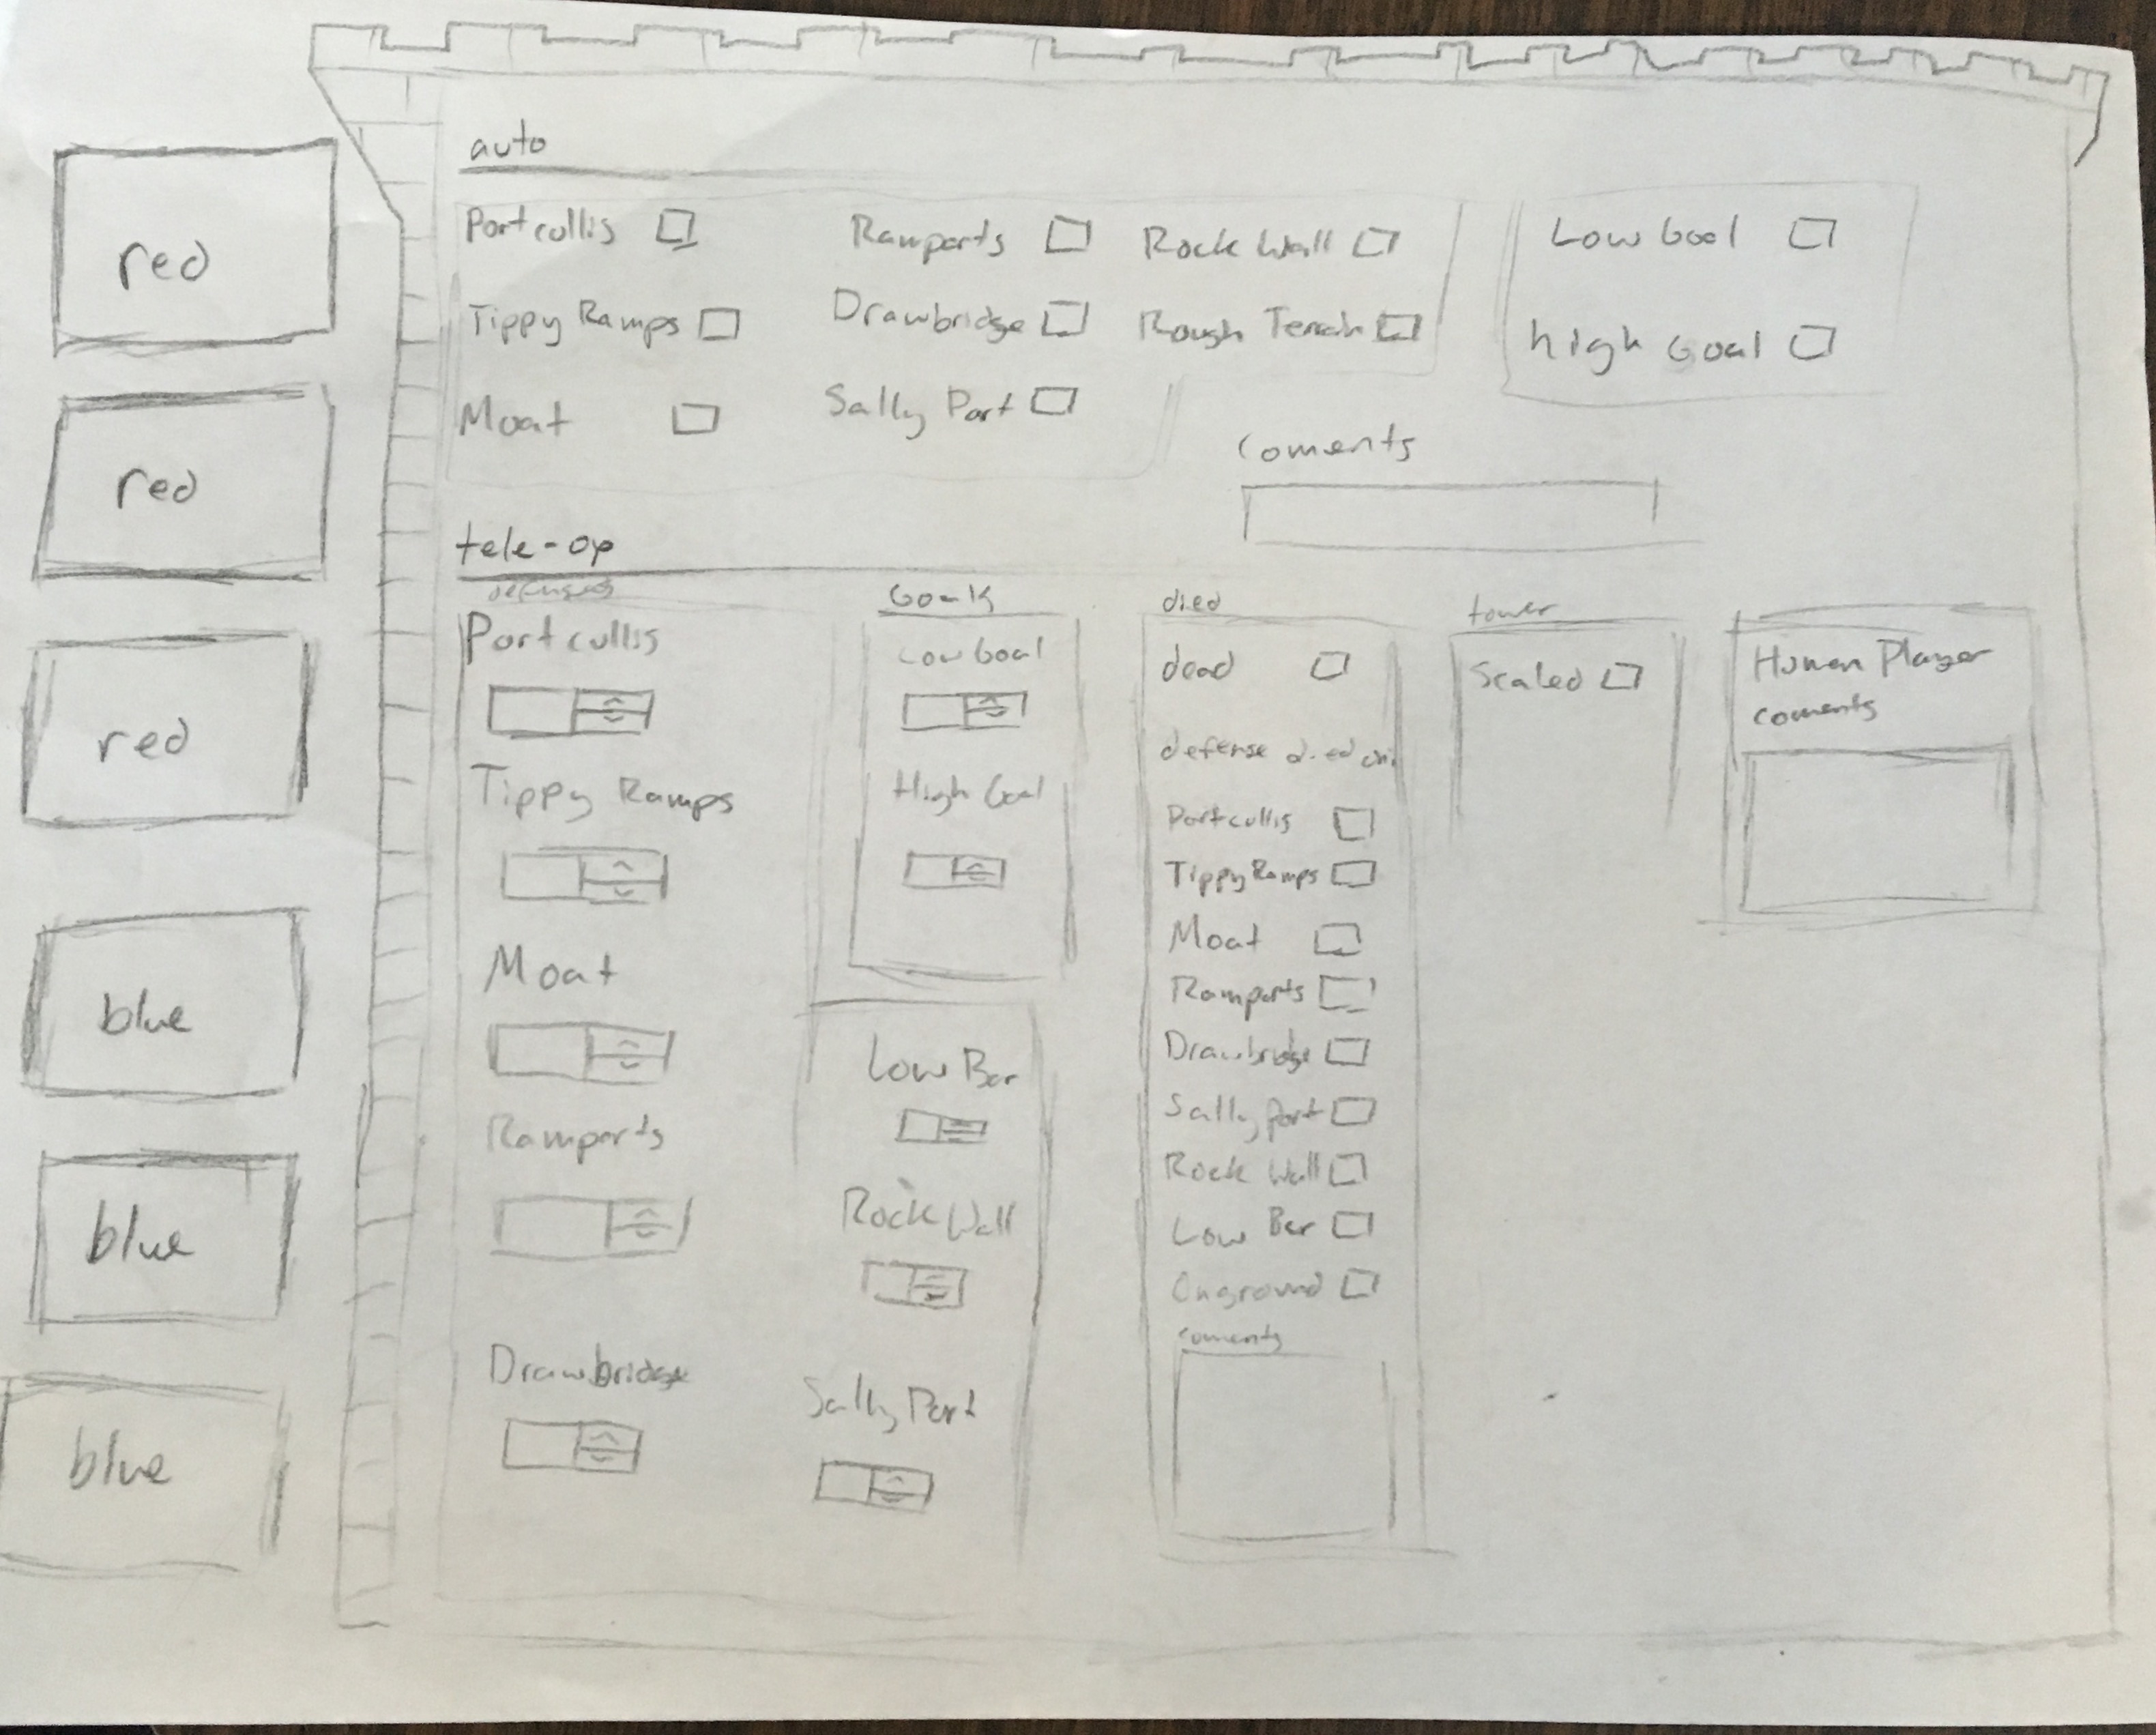 red
red
red
blue
blue
blue
auto
Portcullis
Ramparts
Rock Wall
Tippy Ramps
Drawbridge
Rough Terrain
Moat
Sally Port
Low Goal
high Goal
Coments
tele-op
defenses
Portcullis
Tippy Ramps
Moat
Ramparts
Drawbridge
Goals
Low Goal
High Goal
Low Bar
Rock Wall
Sally Port
died
dead
defense died on
Portcullis
Tippy Ramps
Moat
Ramparts
Drawbridge
Sally port
Rock Wall
Low Bar
On ground
coments
tower
Scaled
Human Player
coments